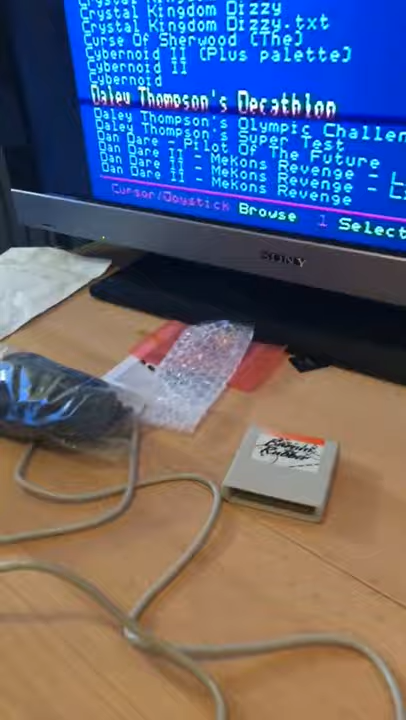 Crystal Kingdom Dizzy
Crystal Kingdom Dizzy.txt
Curse Of Sherwood (The)
Cybernoid II (Plus palette)
Cybernoid II
Cybernoid
Daley Thompson's Decathlon
Daley Thompson's Olympic Challen
Daley Thompson's Super Test
Dan Dare - Pilot Of The Future
Dan Dare II - Mekons Revenge - L
Dan Dare II - Mekons Revenge - L
Dan Dare II - Mekons Revenge
Cursor/Joystick Browse 1 Select
SONY